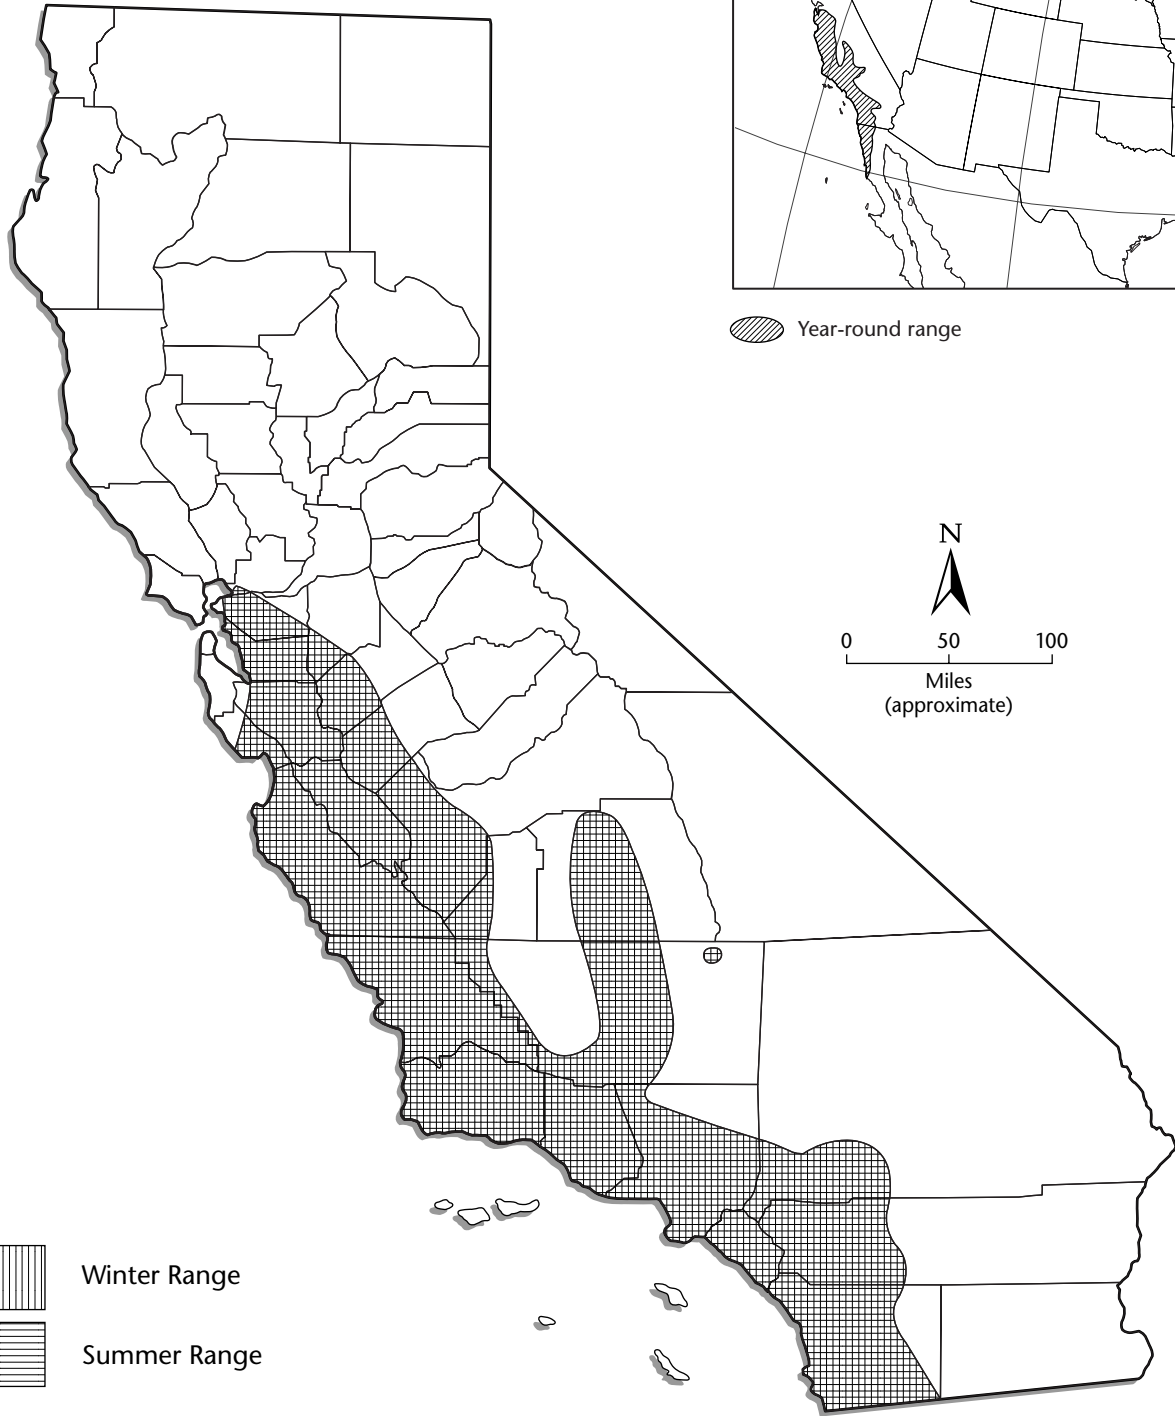 Year-round range
N
0 50 100
Miles
(approximate)
Winter Range
Summer Range